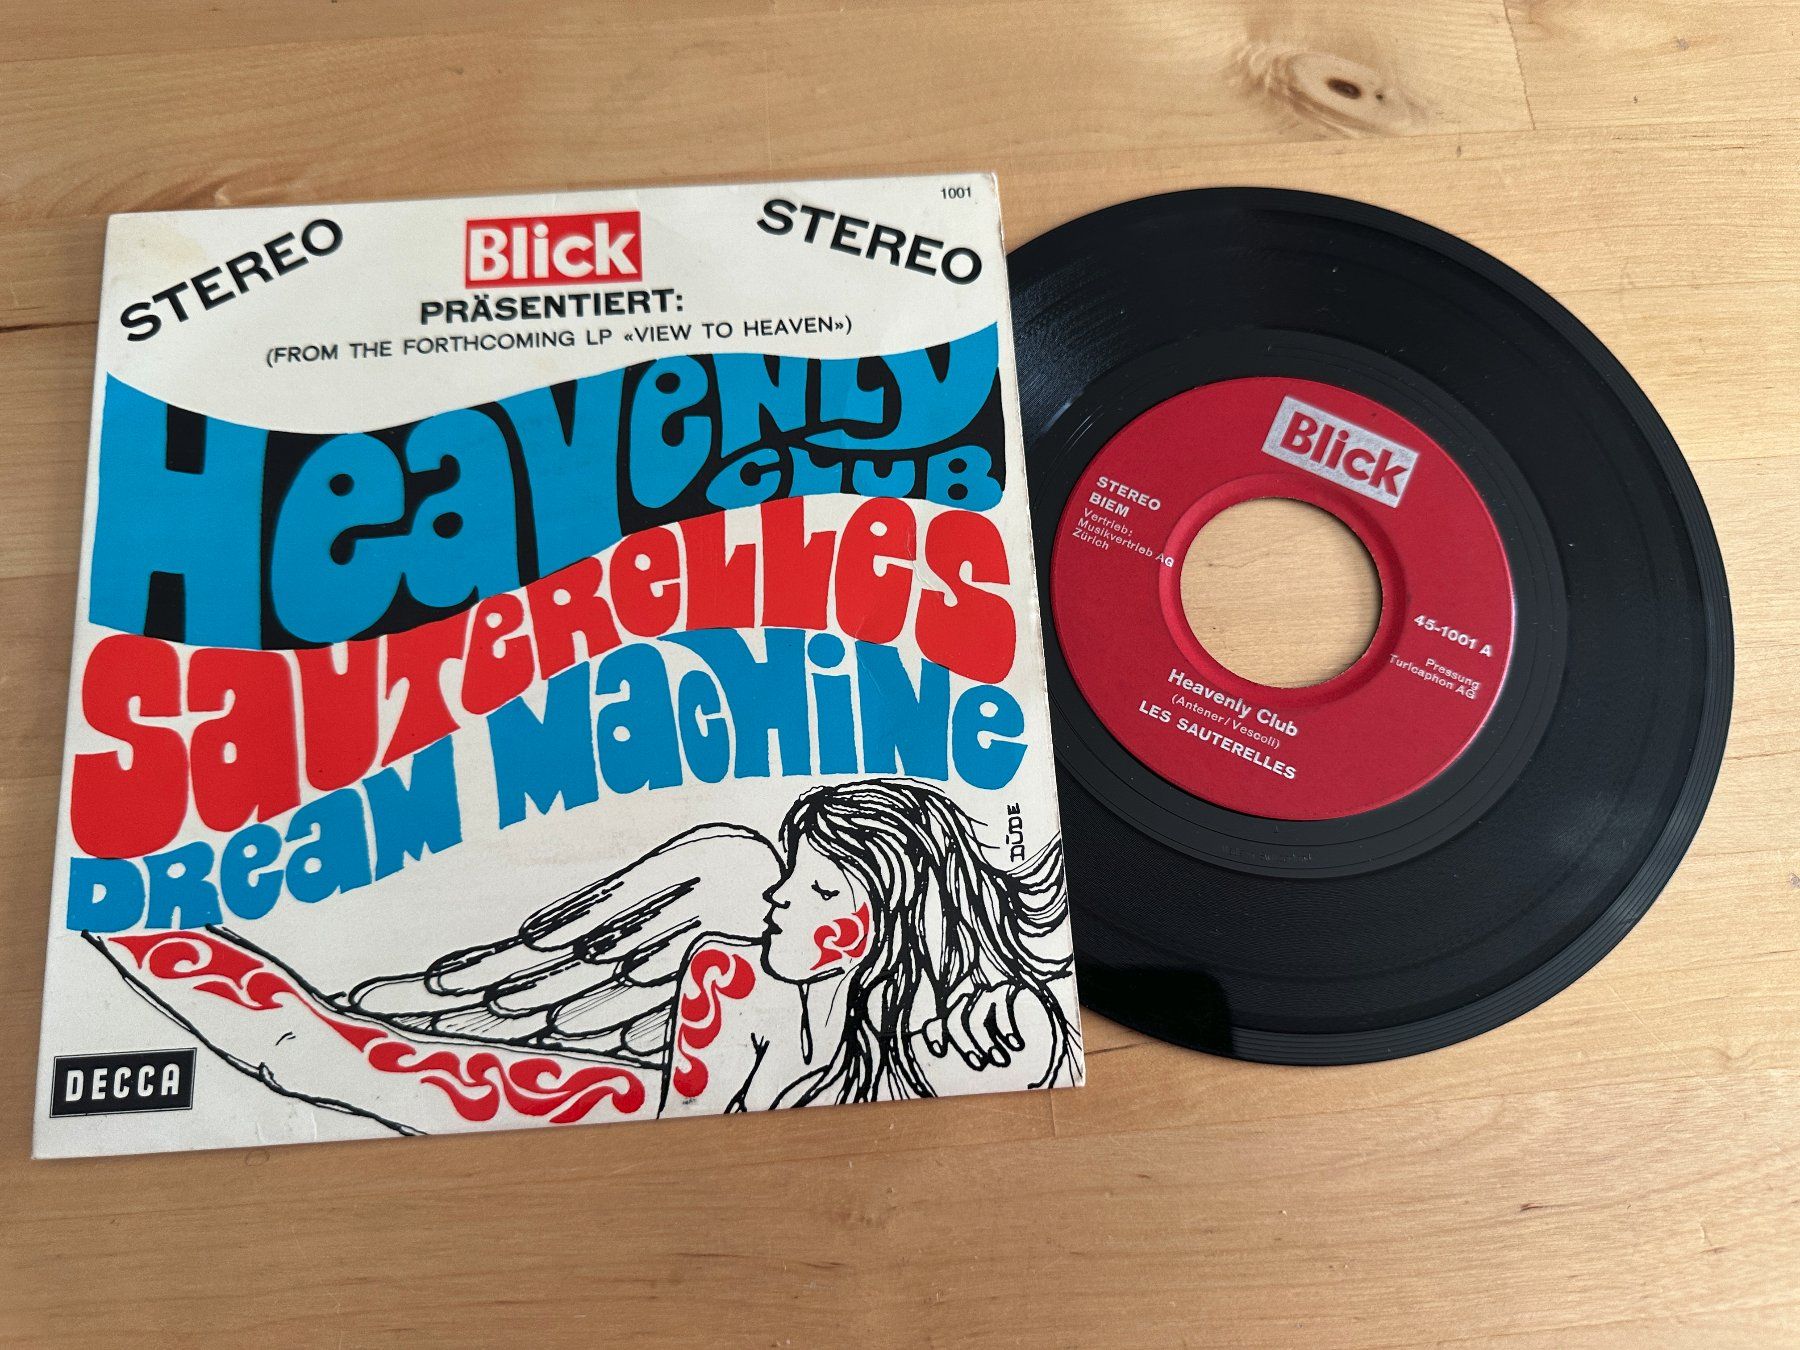 1001
STEREO
Blick
STEREO
PRÄSENTIERT:
(FROM THE FORTHCOMING LP «VIEW TO HEAVEN»)
HeaVeNLY
CLUB
SauTeReLLes
DReaM MacHiNe
DÜDE
DECCA
Blick
STEREO
BIEM
Vertrieb:
Musikvertrieb AG
Zürich
45-1001 A
Pressung
Turicaphon AG
Heavenly Club
(Antener/Vescoli)
LES SAUTERELLES